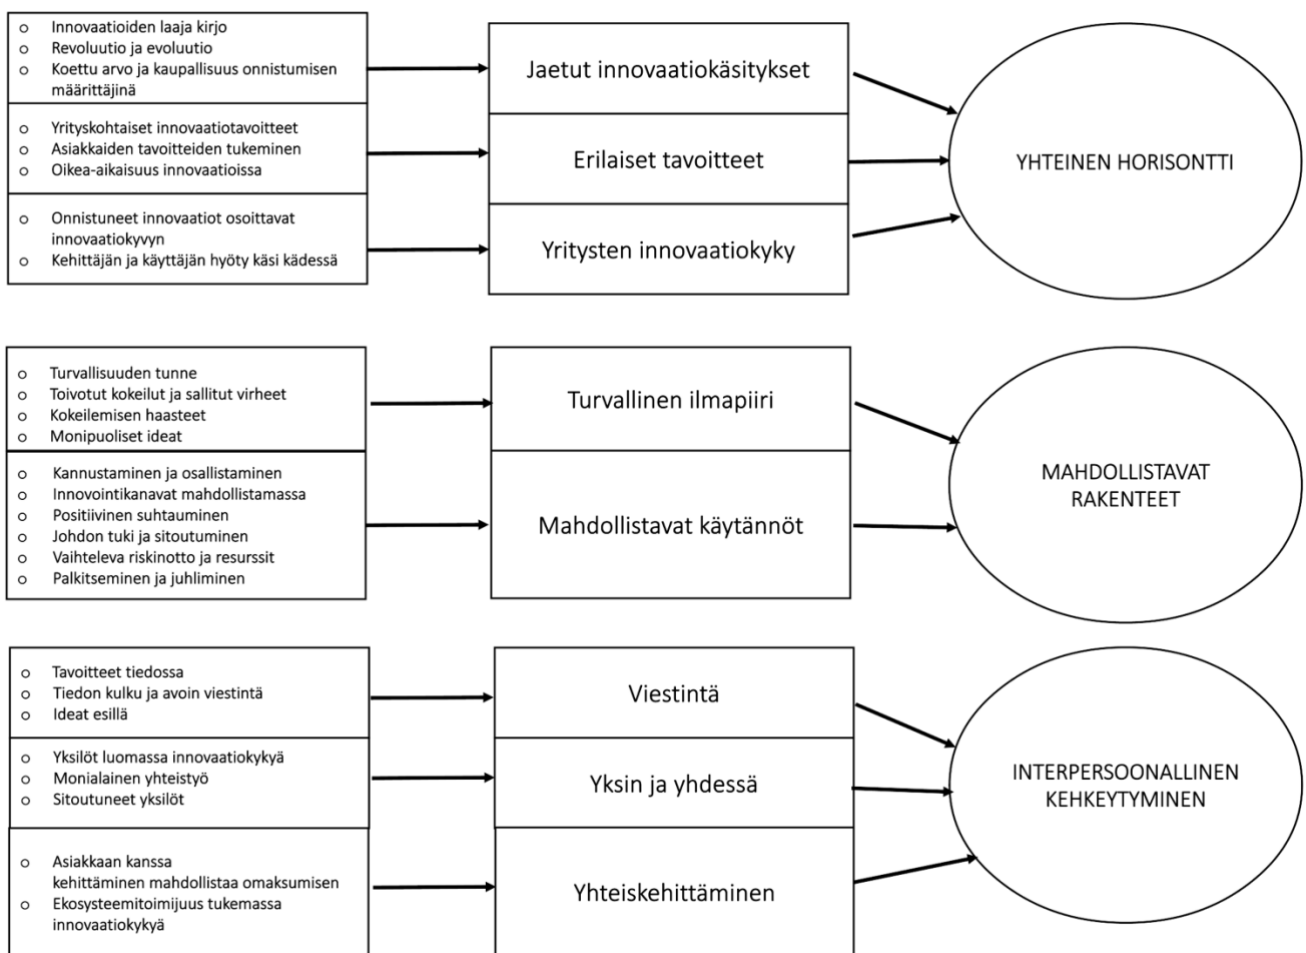 Innovaatioiden laaja kirjo
Revoluutio ja evoluutio
Koettu arvo ja kaupallisuus onnistumisen
määrittäjinä
Jaetut innovaatiokäsitykset
Yrityskohtaiset innovaatiotavoitteet
Asiakkaiden tavoitteiden tukeminen
Oikea-aikaisuus innovaatioissa
Erilaiset tavoitteet
Onnistuneet innovaatiot osoittavat
innovaatiokyvyn
Kehittäjän ja käyttäjän hyöty käsi kädessä
Yritysten innovaatiokyky
YHTEINEN HORISONTTI
Turvallisuuden tunne
Toivotut kokeilut ja sallitut virheet
Kokeilemisen haasteet
Monipuoliset ideat
Turvallinen ilmapiiri
Kannustaminen ja osallistaminen
Innovointikanavat mahdollistamassa
Positiivinen suhtauminen
Johdon tuki ja sitoutuminen
Vaihteleva riskinotto ja resurssit
Palkitseminen ja juhliminen
Mahdollistavat käytännöt
MAHDOLLISTAVAT
RAKENTEET
Tavoitteet tiedossa
Tiedon kulku ja avoin viestintä
Ideat esillä
Viestintä
Yksilöt luomassa innovaatiokykyä
Monialainen yhteistyö
Sitoutuneet yksilöt
Yksin ja yhdessä
Asiakkaan kanssa
kehittäminen mahdollistaa omaksumisen
Ekosysteemitoimijuus tukemassa
innovaatiokykyä
Yhteiskehittäminen
INTERPERSOONALLINEN
KEHKEYTYMINEN